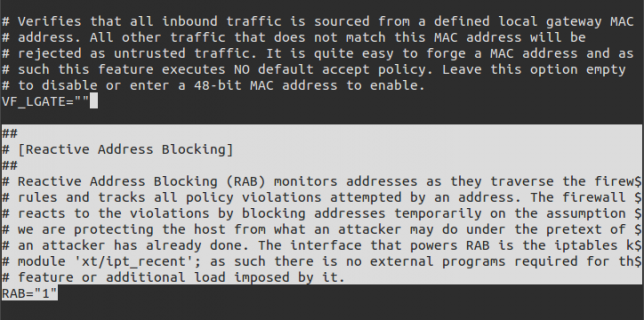 # Verifies that all inbound traffic is sourced from a defined local gateway MAC
# address. All other traffic that does not match this MAC address will be
# rejected as untrusted traffic. It is quite easy to forge a MAC address and as
# such this feature executes NO default accept policy. Leave this option empty
# to disable or enter a 48-bit MAC address to enable.
VF_LGATE=""
##
# [Reactive Address Blocking]
##
# Reactive Address Blocking (RAB) monitors addresses as they traverse the firew$
# rules and tracks all policy violations attempted by an address. The firewall $
# reacts to the violations by blocking addresses temporarily on the assumption $
# we are protecting the host from what an attacker may do under the pretext of $
# an attacker has already done. The interface that powers RAB is the iptables k$
# module 'xt/ipt_recent'; as such there is no external programs required for th$
# feature or additional load imposed by it.
RAB="1"